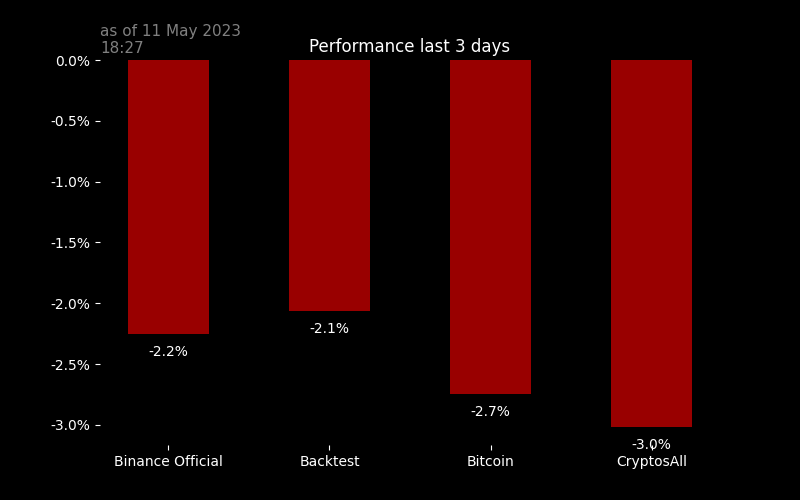 as of 11 May 2023
18:27
Performance last 3 days
0.0%
-0.5%
-1.0%
-1.5%
-2.0%
-2.5%
-3.0%
-2.2%
-2.1%
-2.7%
-3.0%
Binance Official
Backtest
Bitcoin
CryptosAll